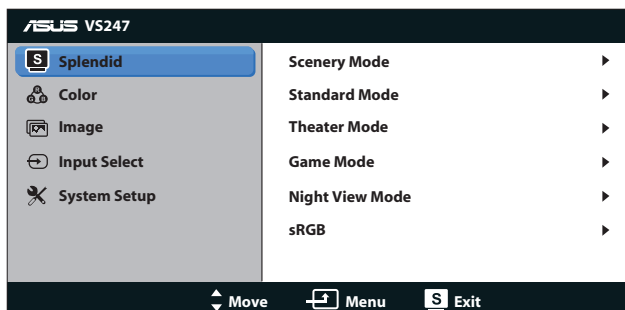 ASUS VS247
S Splendid
R G B Color
Image
Input Select
System Setup
Scenery Mode
Standard Mode
Theater Mode
Game Mode
Night View Mode
sRGB
Move Menu S Exit